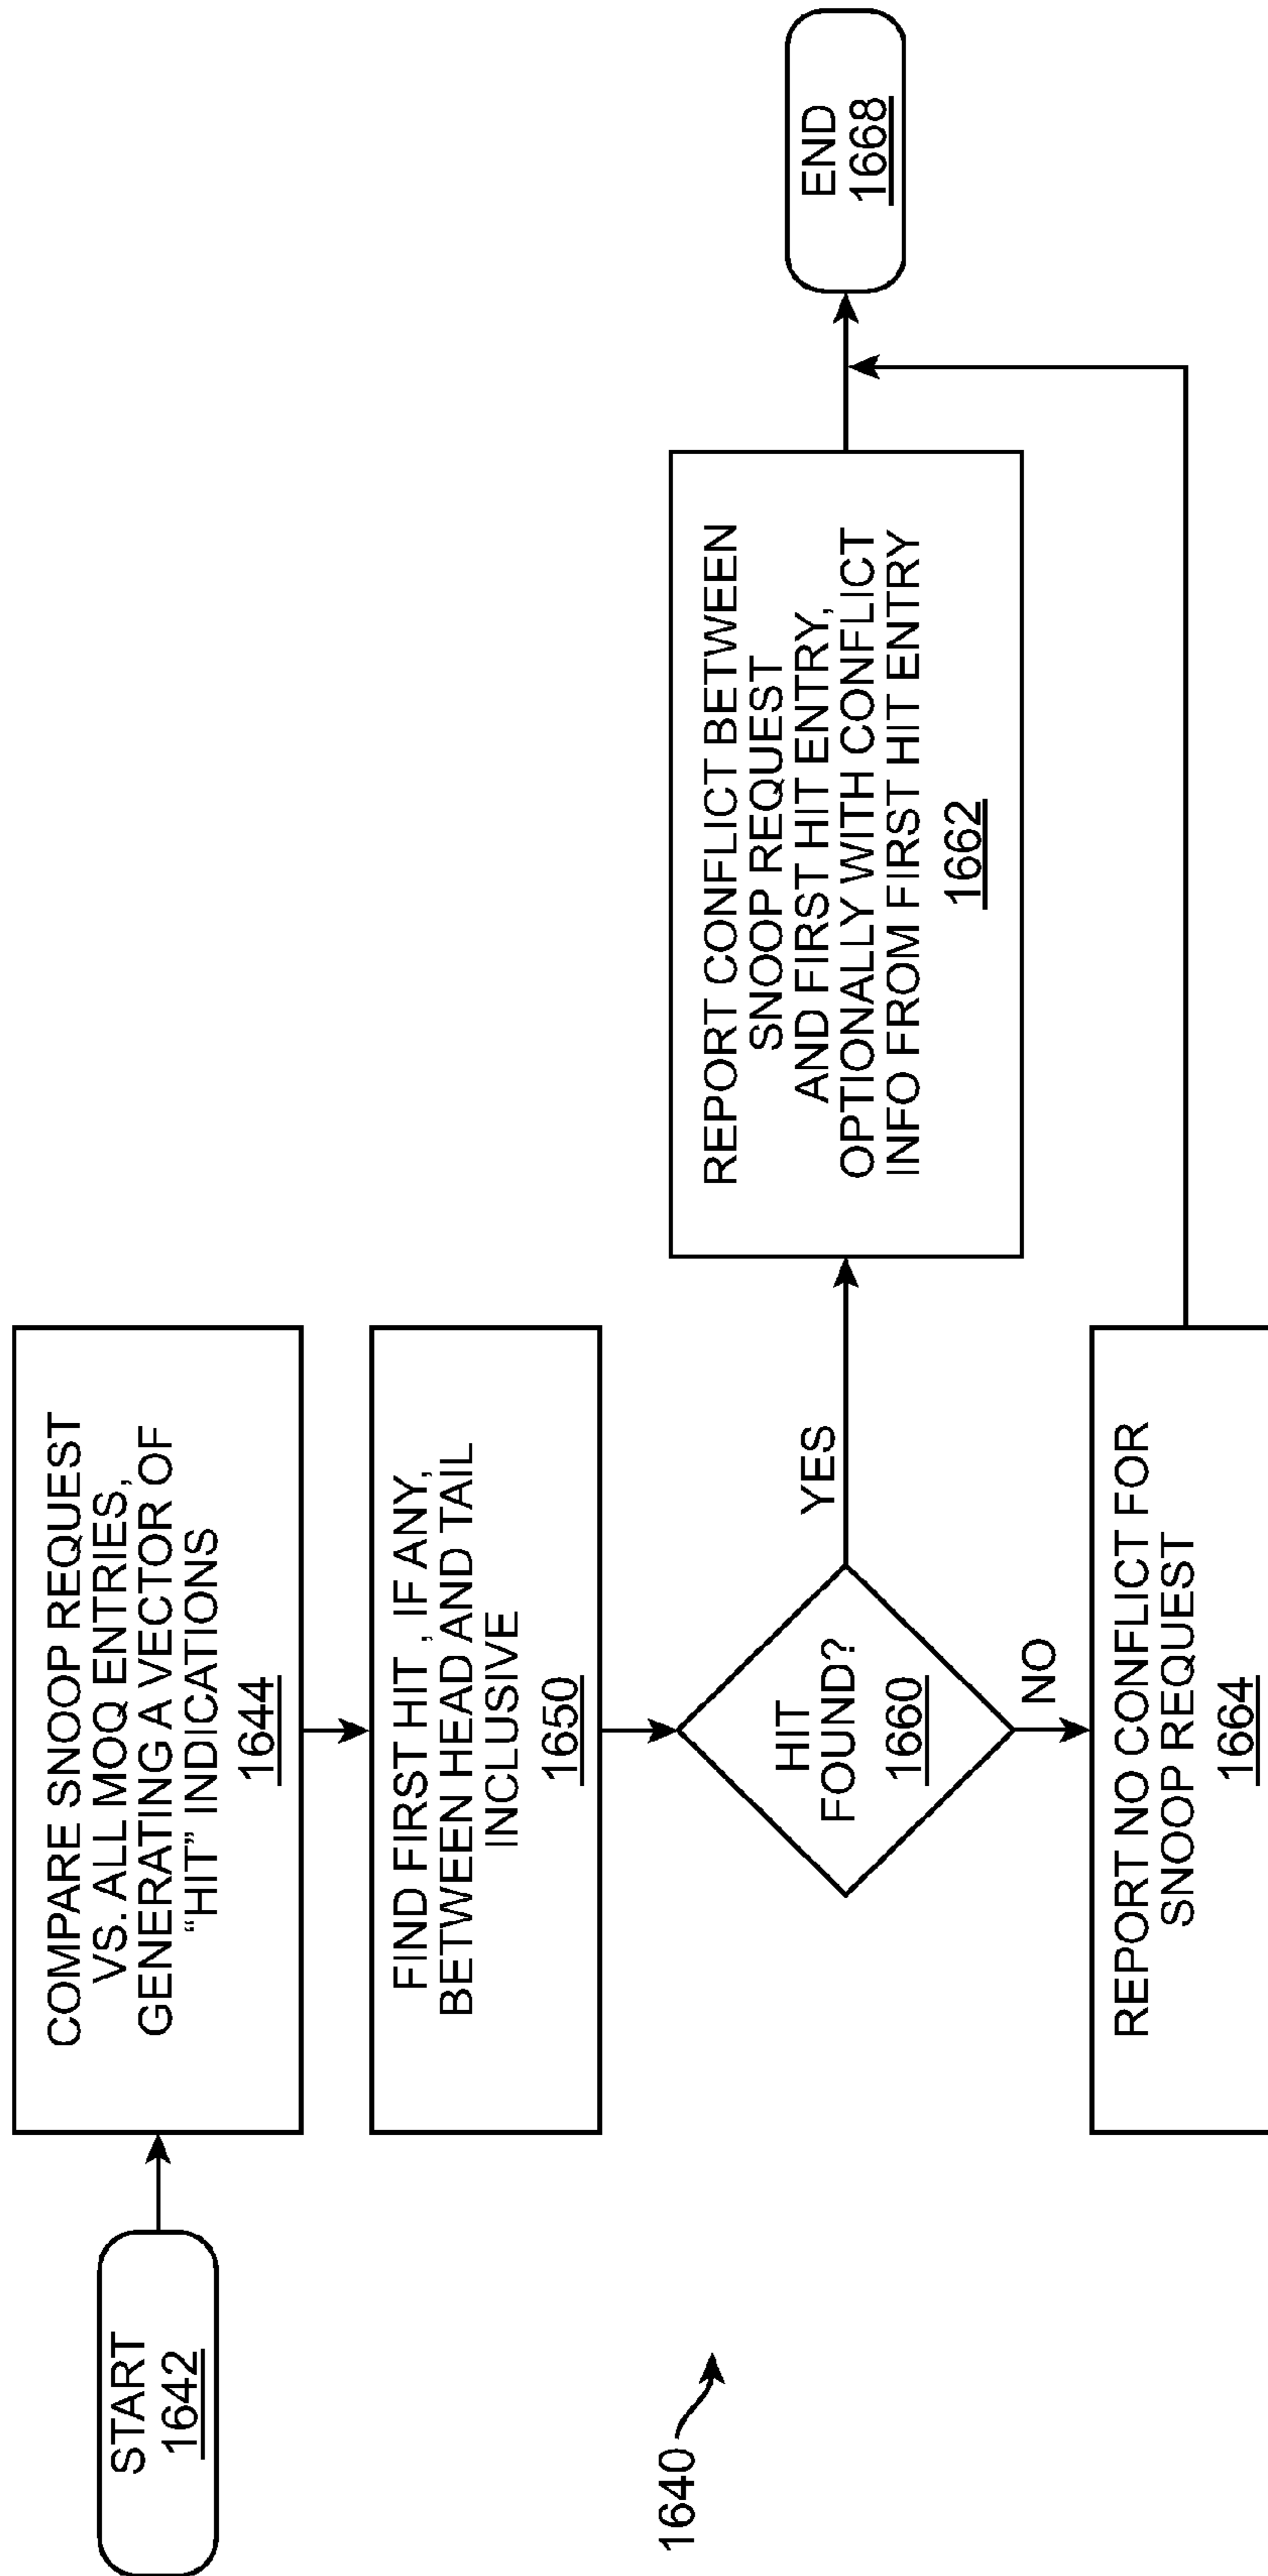 START
1642
COMPARE SNOOP REQUEST
VS. ALL MOQ ENTRIES,
GENERATING A VECTOR OF
“HIT” INDICATIONS
1644
FIND FIRST HIT , IF ANY,
BETWEEN HEAD AND TAIL
INCLUSIVE
1650
HIT
FOUND?
1660
YES
NO
REPORT CONFLICT BETWEEN
SNOOP REQUEST
AND FIRST HIT ENTRY,
OPTIONALLY WITH CONFLICT
INFO FROM FIRST HIT ENTRY
1662
REPORT NO CONFLICT FOR
SNOOP REQUEST
1664
END
1668
1640